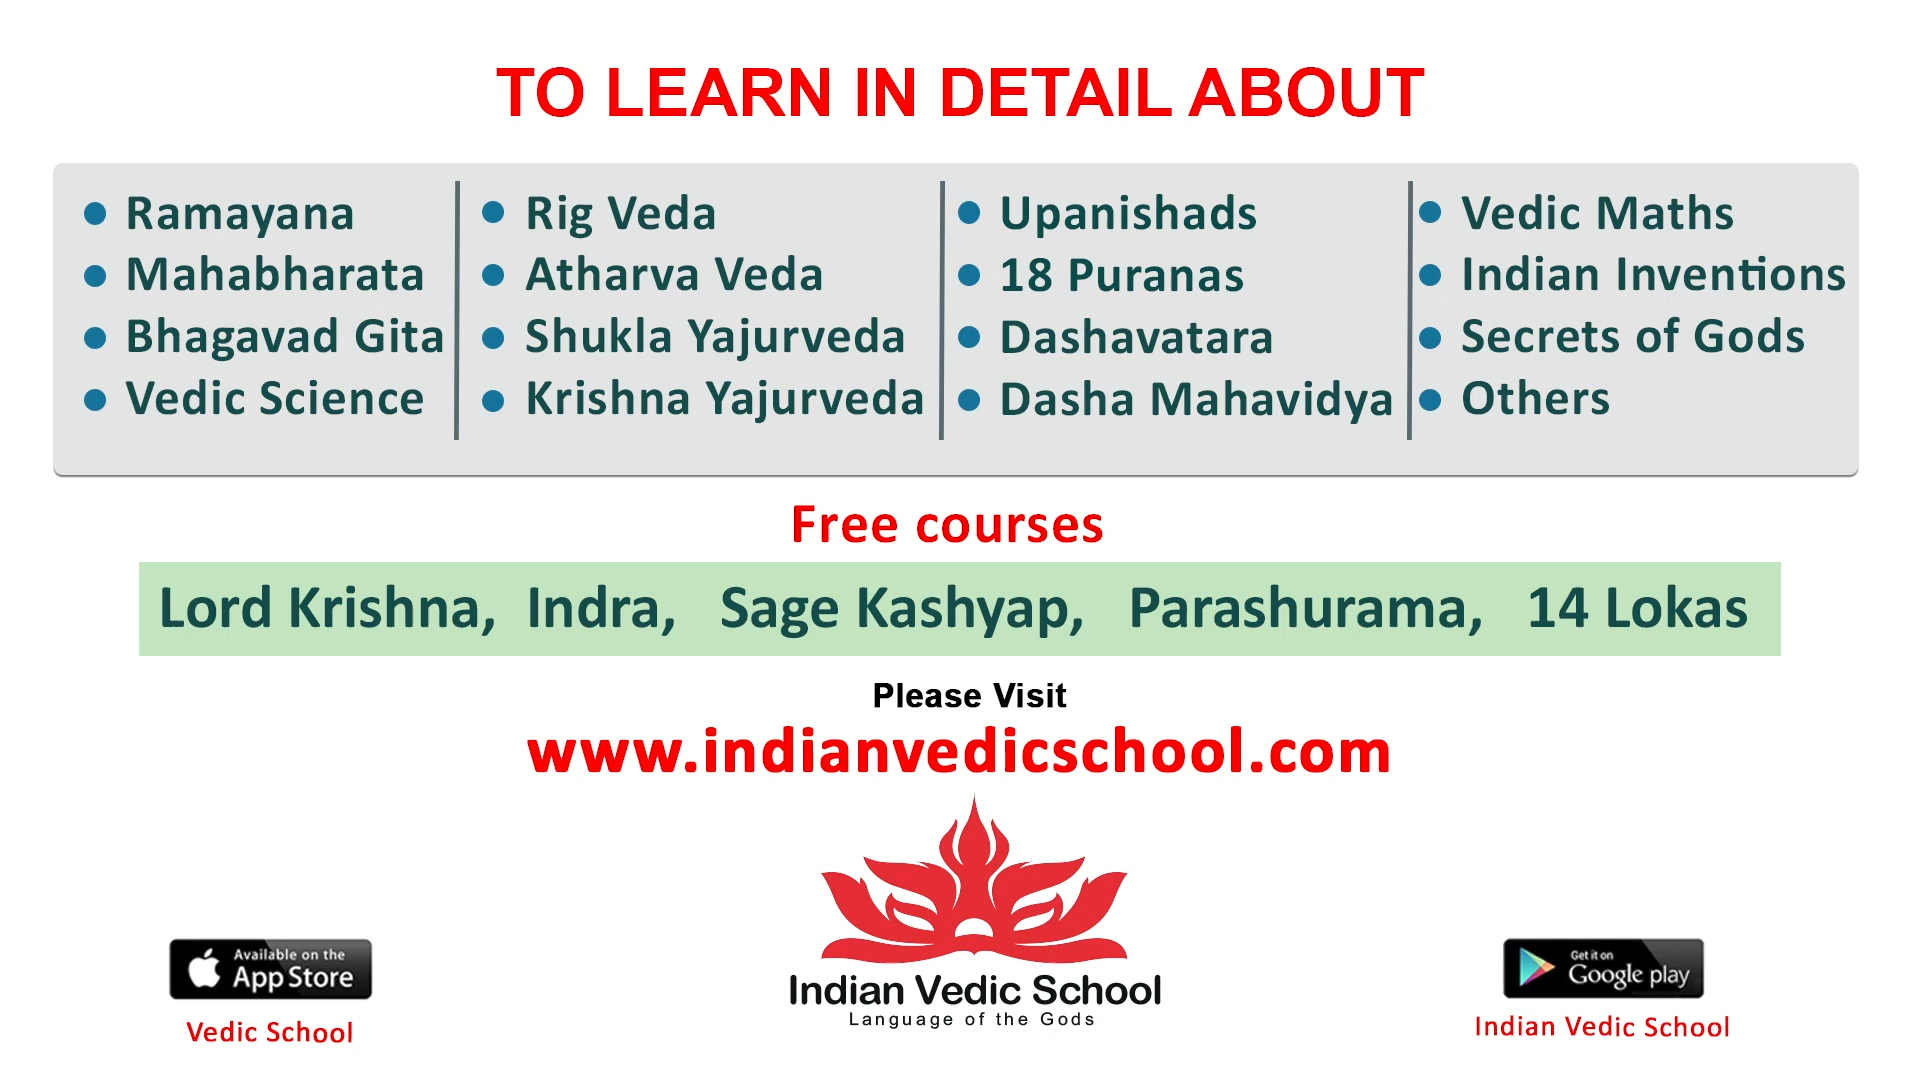 TO LEARN IN DETAIL ABOUT
Ramayana
Mahabharata
Bhagavad Gita
Vedic Science
Rig Veda
Atharva Veda
Shukla Yajurveda
Krishna Yajurveda
Upanishads
18 Puranas
Dashavatara
Dasha Mahavidya
Vedic Maths
Indian Inventions
Secrets of Gods
Others
Free courses
Lord Krishna, Indra, Sage Kashyap, Parashurama, 14 Lokas
Please Visit
www.indianvedicschool.com
Indian Vedic School
Language of the Gods
Available on the
App Store
Vedic School
Get it on
Google play
Indian Vedic School